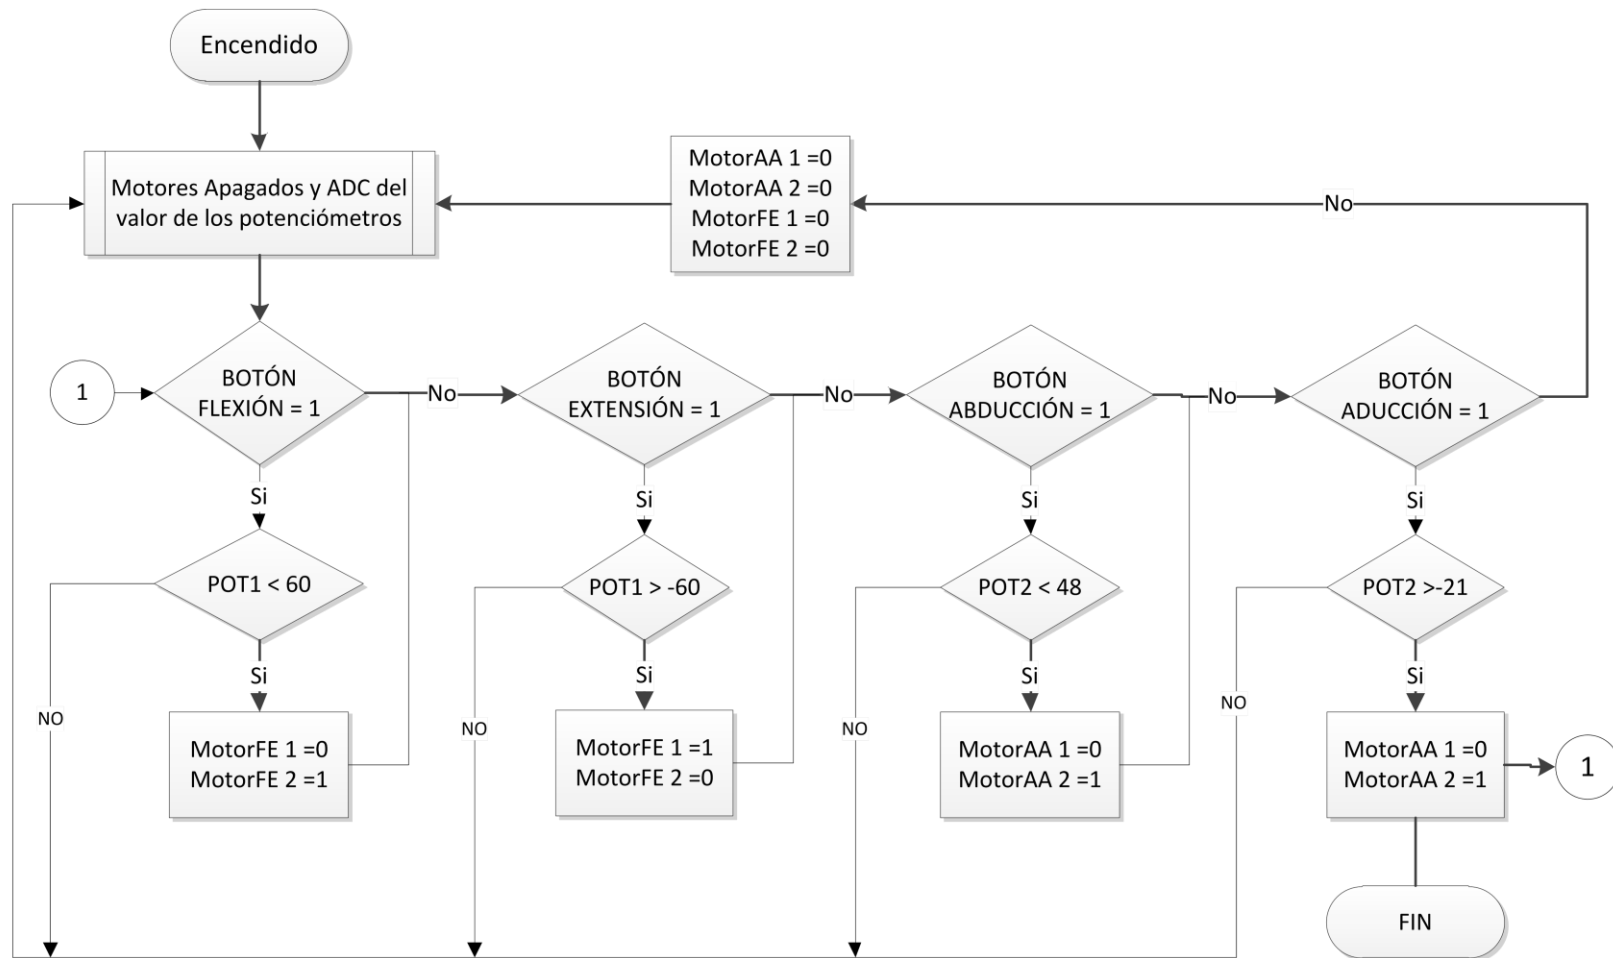 Encendido
Motores Apagados y ADC del
valor de los potenciómetros
MotorAA 1 =0
MotorAA 2 =0
MotorFE 1 =0
MotorFE 2 =0
No
1
BOTÓN
FLEXIÓN = 1
No
BOTÓN
EXTENSIÓN = 1
No
BOTÓN
ABDUCCIÓN = 1
No
BOTÓN
ADUCCIÓN = 1
Si
Si
Si
Si
POT1 < 60
POT1 > -60
POT2 < 48
POT2 >-21
Si
Si
Si
Si
NO
NO
NO
NO
MotorFE 1 =0
MotorFE 2 =1
MotorFE 1 =1
MotorFE 2 =0
MotorAA 1 =0
MotorAA 2 =1
MotorAA 1 =0
MotorAA 2 =1
1
FIN